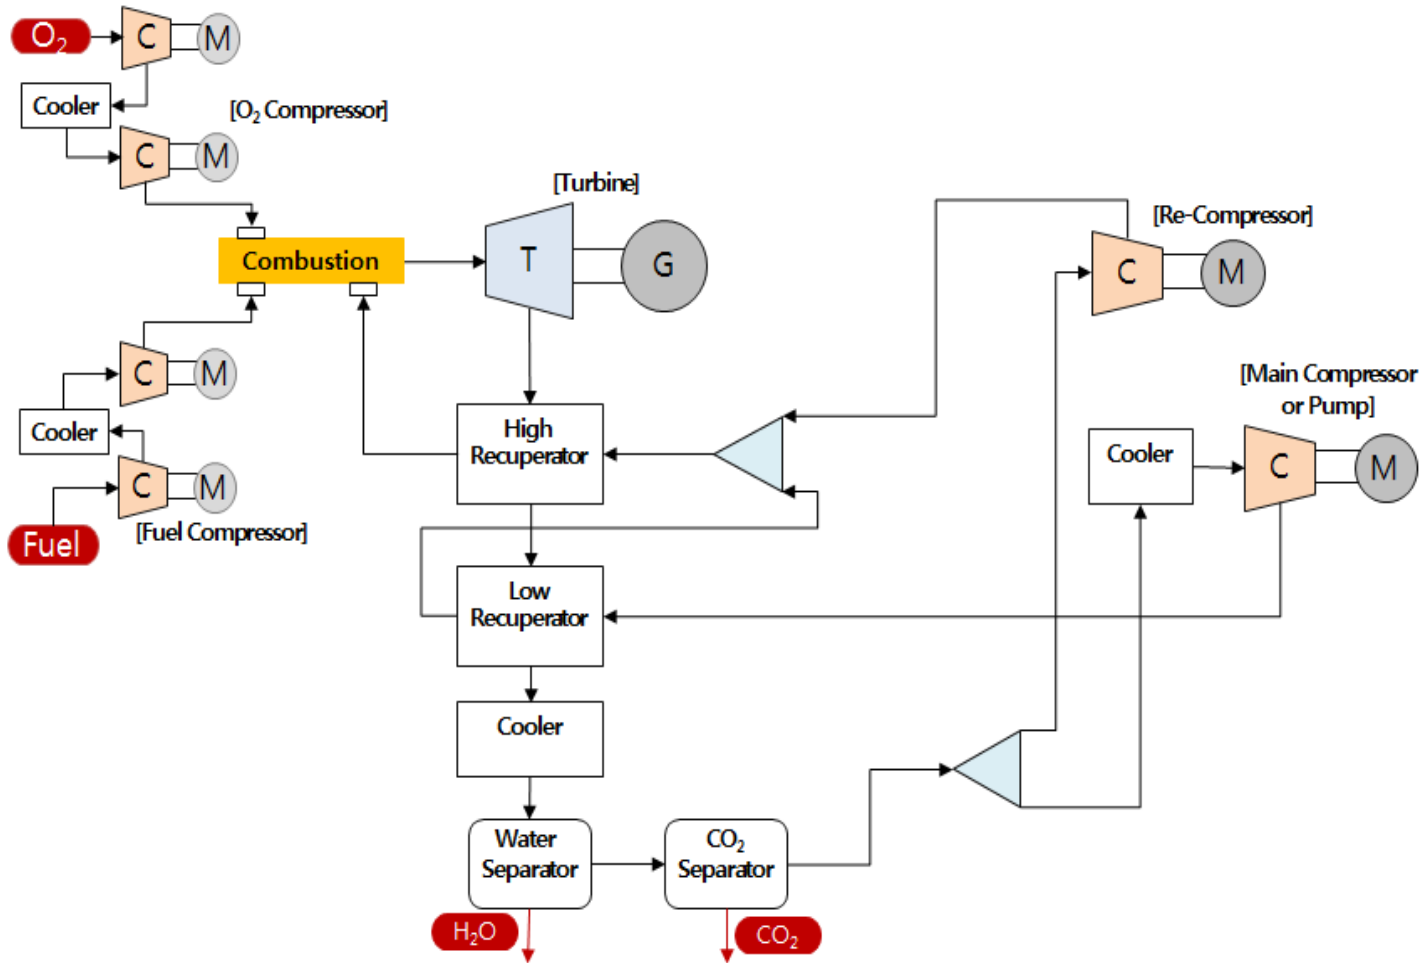 O2
C
M
Cooler
[O2 Compressor]
C
M
[Turbine]
[Re-Compressor]
Combustion
T
G
C
M
C
M
[Main Compressor
or Pump]
High
Recuperator
Cooler
Cooler
C
M
C
M
[Fuel Compressor]
Fuel
Low
Recuperator
Cooler
Water
Separator
CO2
Separator
H2O
CO2